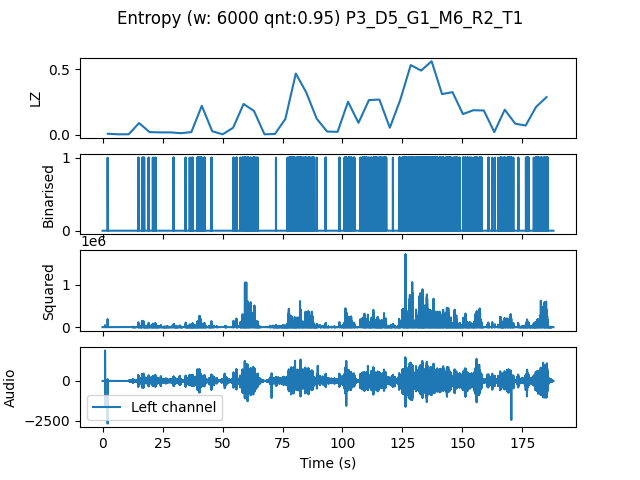 Entropy (w: 6000 qnt:0.95) P3_D5_G1_M6_R2_T1
0.5
0.0
LZ
1
0
Binarised
1e6
1
0
Squared
0
−2500
Audio
Left channel
0 25 50 75 100 125 150 175
Time (s)